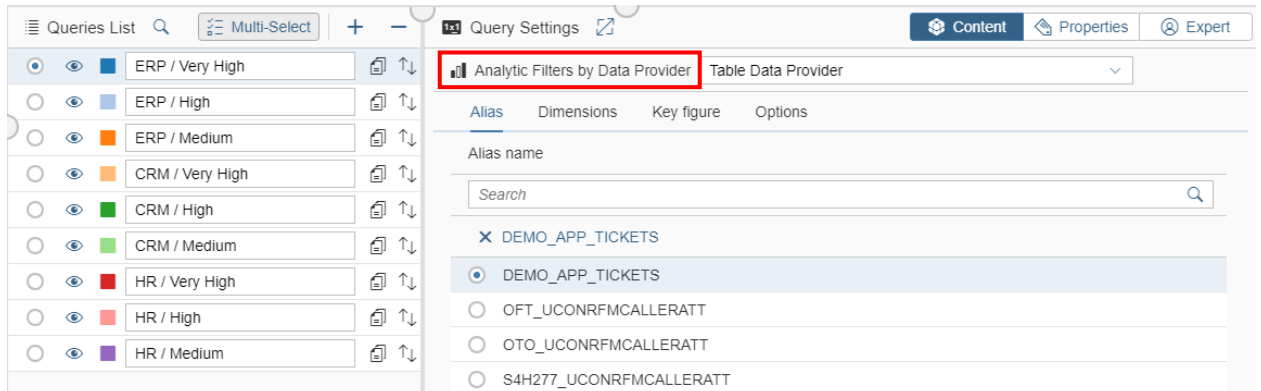 Queries List
Multi-Select
ERP / Very High
ERP / High
ERP / Medium
CRM / Very High
CRM / High
CRM / Medium
HR / Very High
HR / High
HR / Medium
1x1 Query Settings
Content
Properties
Expert
Analytic Filters by Data Provider
Table Data Provider
Alias Dimensions Key figure Options
Alias name
Search
DEMO_APP_TICKETS
DEMO_APP_TICKETS
OFT_UCONRFMCALLERATT
OTO_UCONRFMCALLERATT
S4H277_UCONRFMCALLERATT